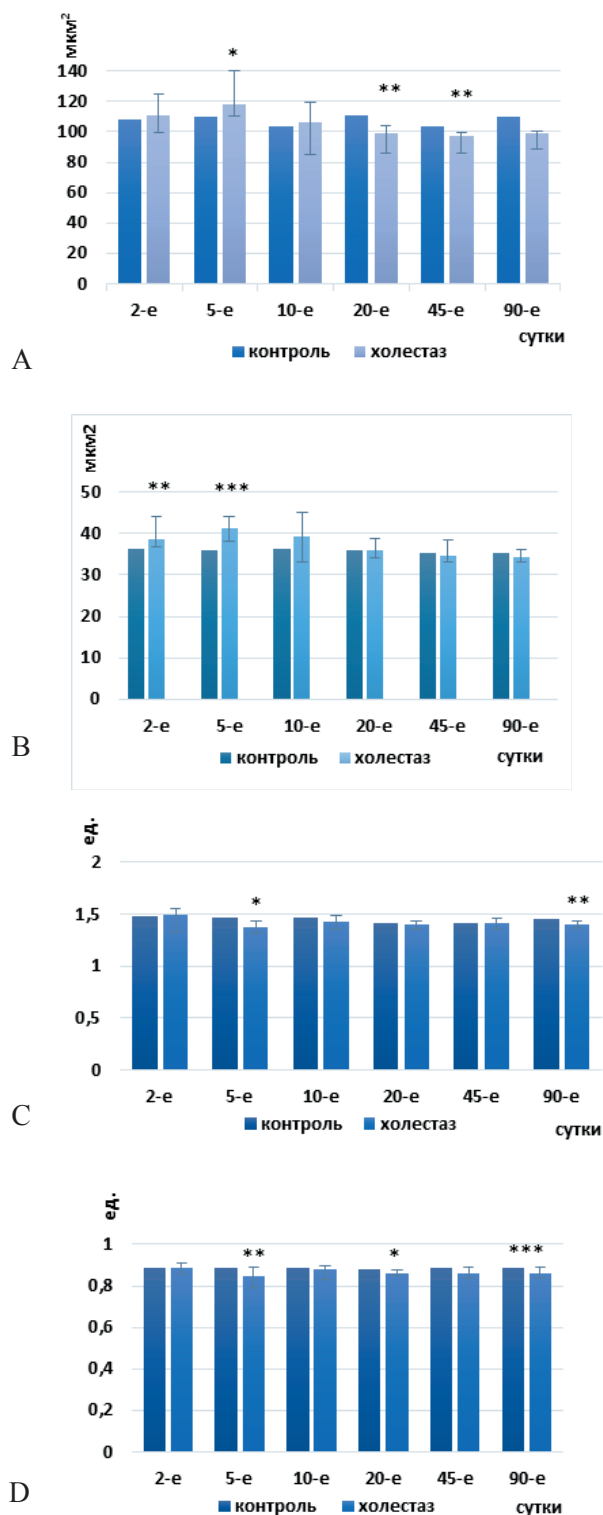 мкм²
*
** **
140
120
100
80
60
40
20
0
2-е 5-е 10-е 20-е 45-е 90-е
сутки
контроль холестаз
A
мкм2
** ***
50
40
30
20
10
0
2-е 5-е 10-е 20-е 45-е 90-е
контроль холестаз сутки
B
ед.
2
* **
1,5
1
0,5
0
2-е 5-е 10-е 20-е 45-е 90-е
контроль холестаз сутки
C
ед.
1
** * ***
0,8
0,6
0,4
0,2
0
2-е 5-е 10-е 20-е 45-е 90-е
контроль холестаз сутки
D